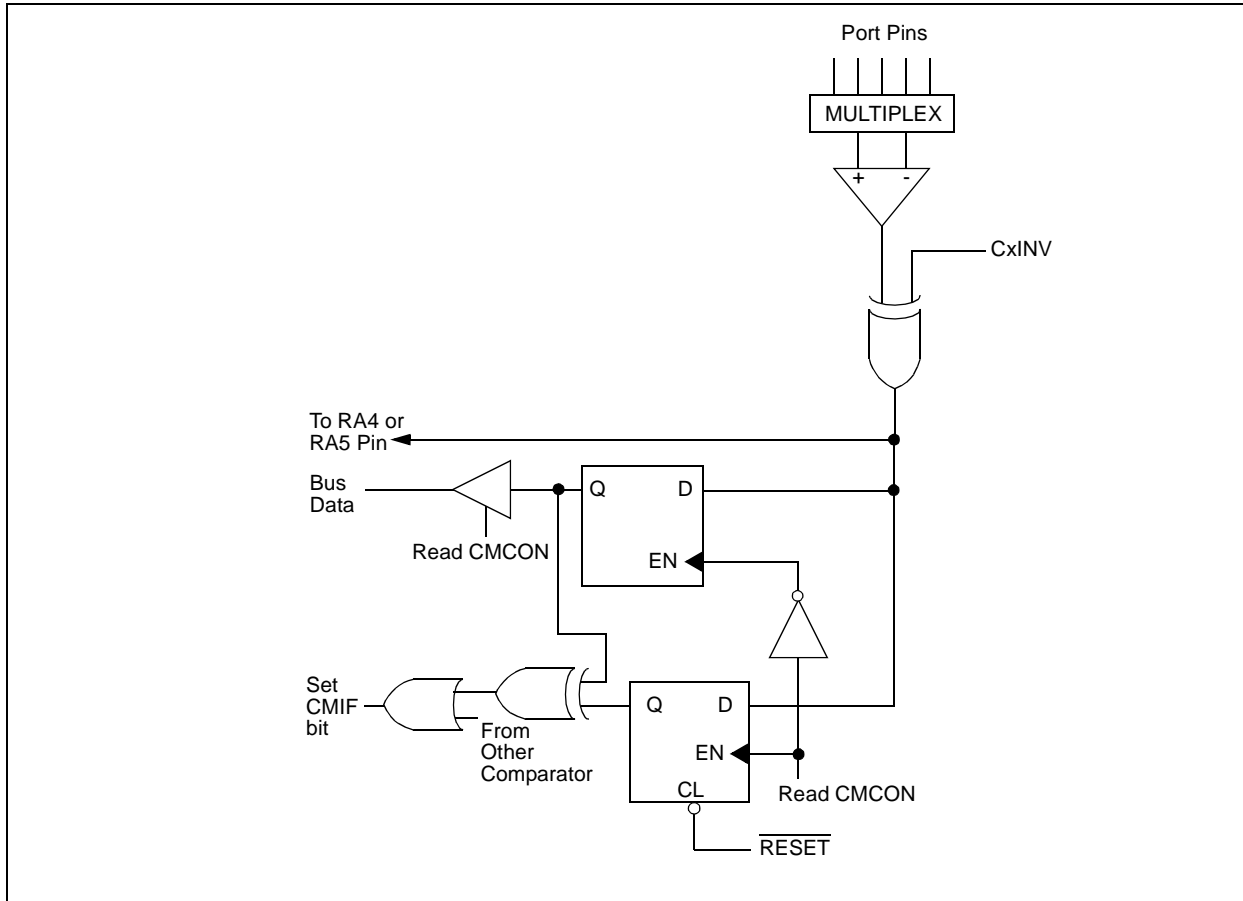 Port Pins
MULTIPLEX
+ -
CxINV
To RA4 or
RA5 Pin
Bus
Data
Q D
Read CMCON
EN
Set
CMIF
bit
Q D
From
Other
Comparator
EN
CL
Read CMCON
RESET